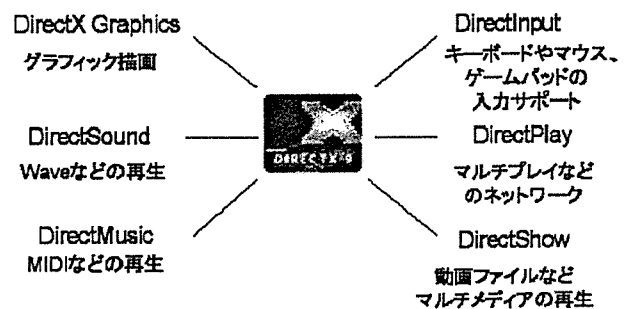 DirectX Graphics
グラフィック描画
DirectSound
Waveなどの再生
DirectMusic
MIDIなどの再生
DIRECTX 9
DirectInput
キーボードやマウス、
ゲームパッドの
入力サポート
DirectPlay
マルチプレイなど
のネットワーク
DirectShow
動画ファイルなど
マルチメディアの再生